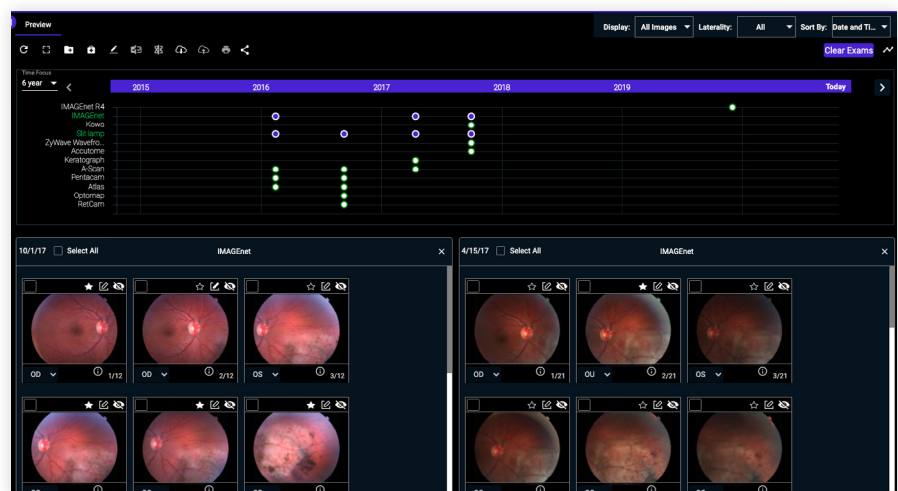 Preview
Display: All Images Laterality: All Sort By: Date and Ti...
Clear Exams
Time Focus
6 year
2015 2016 2017 2018 2019 Today
IMAGEnet R4
IMAGEnet
Kowo
Slit lamp
ZyWave Wavefro...
Accutome
Keratograph
A-Scan
Pentacam
Atlas
Optomap
RetCam
10/1/17 Select All IMAGEnet
OD 1/12 OD 2/12 OS 3/12
4/15/17 Select All IMAGEnet
OD 1/21 OU 2/21 OS 3/21